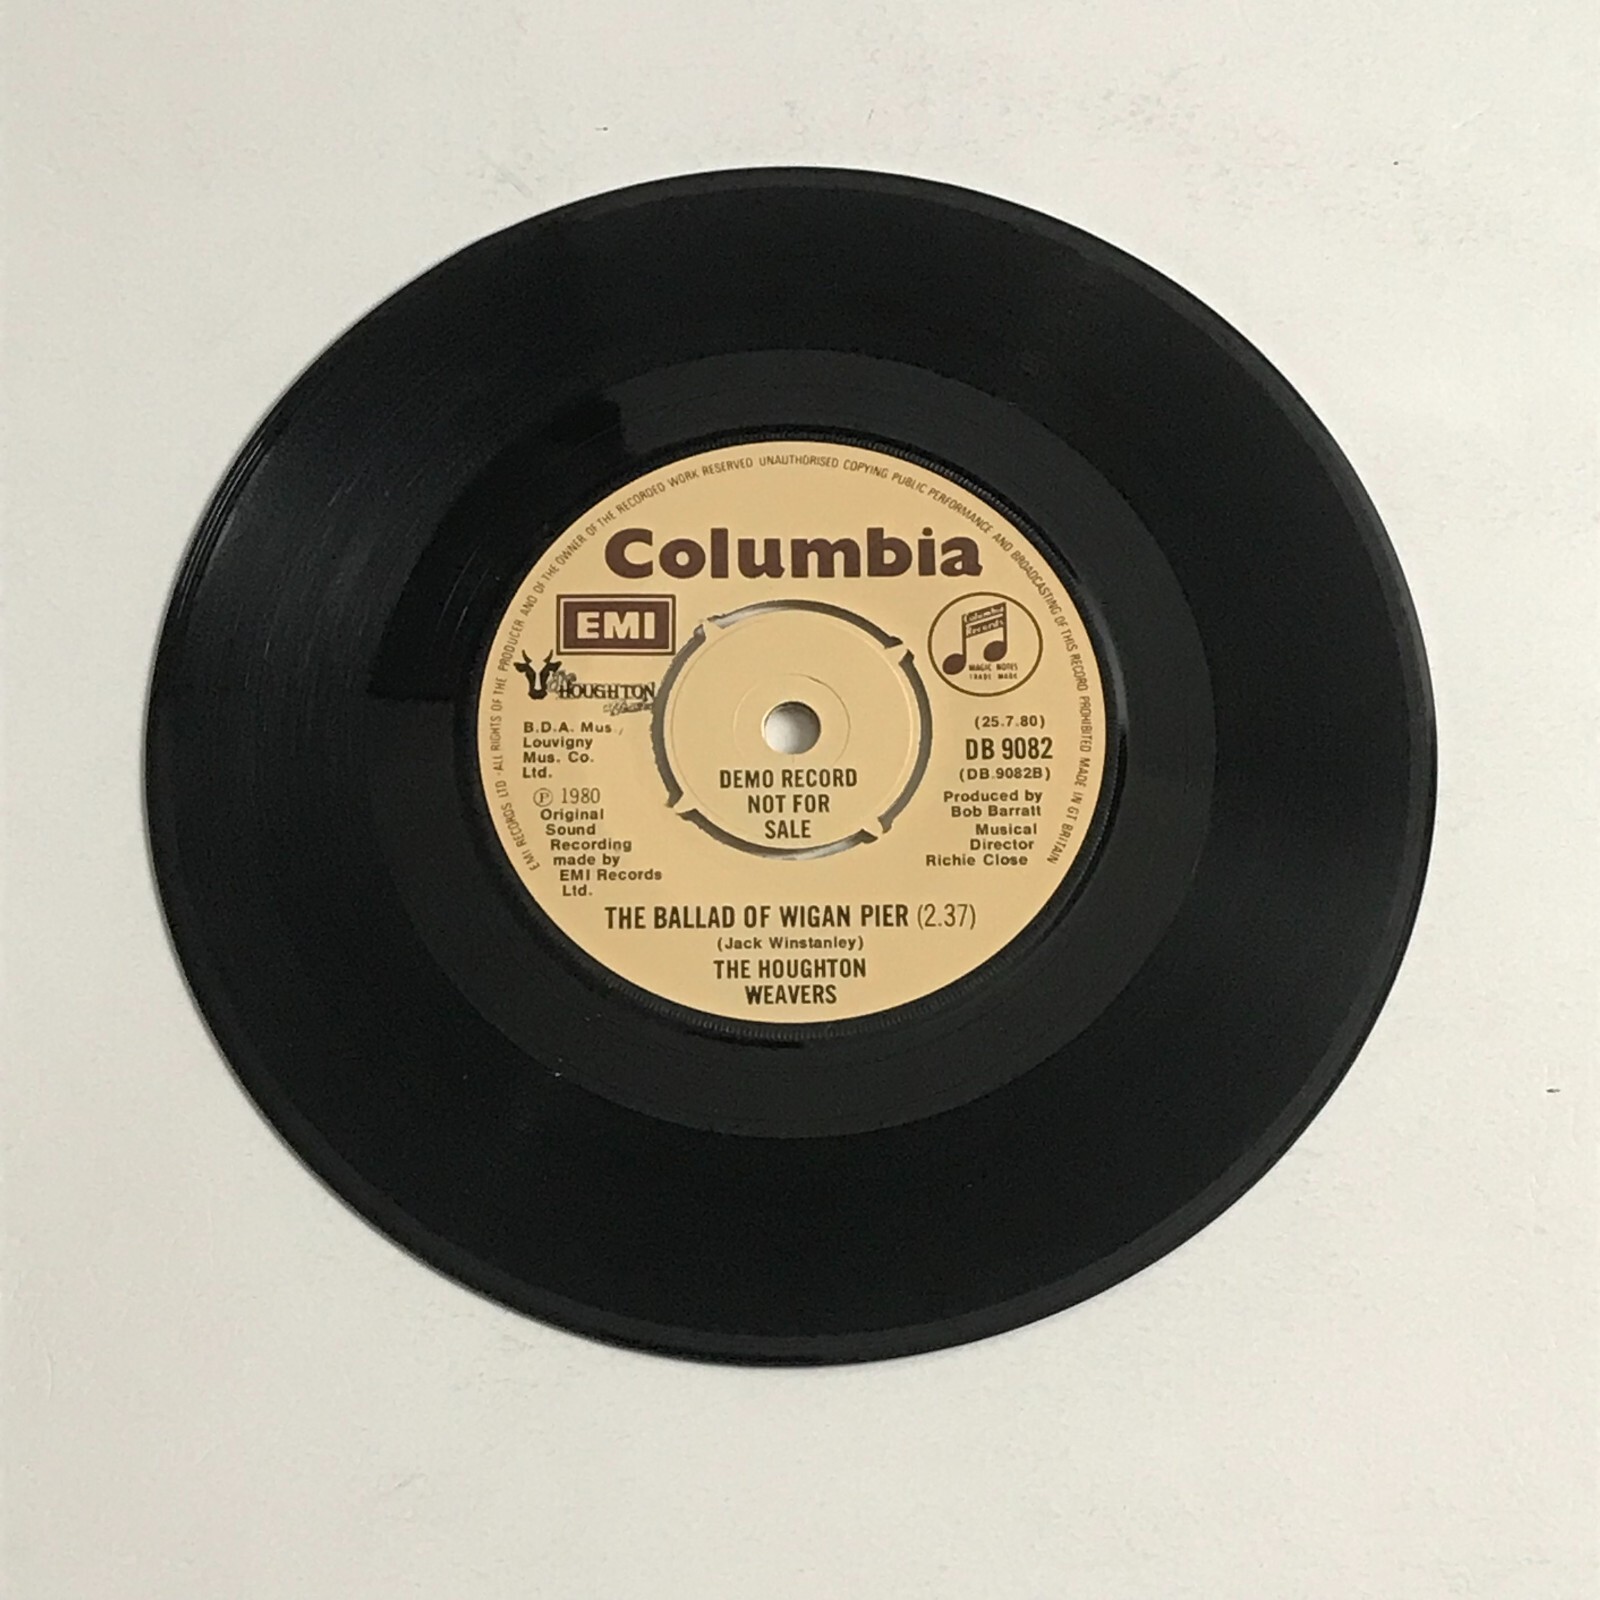 EMI RECORDS LTD · ALL RIGHTS OF THE PRODUCER AND OF THE OWNER OF THE RECORDED WORK RESERVED UNAUTHORISED COPYING PUBLIC PERFORMANCE AND BROADCASTING OF THIS RECORD PROHIBITED MADE IN GT BRITAIN
Columbia
EMI
Columbia
Records
MAGIC NOTES
TRADE MARK
the
HOUGHTON
B.D.A. Mus./
Louvigny
Mus. Co.
Ltd.
℗ 1980
Original
Sound
Recording
made by
EMI Records
Ltd.
DEMO RECORD
NOT FOR
SALE
(25.7.80)
DB 9082
(DB.9082B)
Produced by
Bob Barratt
Musical
Director
Richie Close
THE BALLAD OF WIGAN PIER (2.37)
(Jack Winstanley)
THE HOUGHTON
WEAVERS